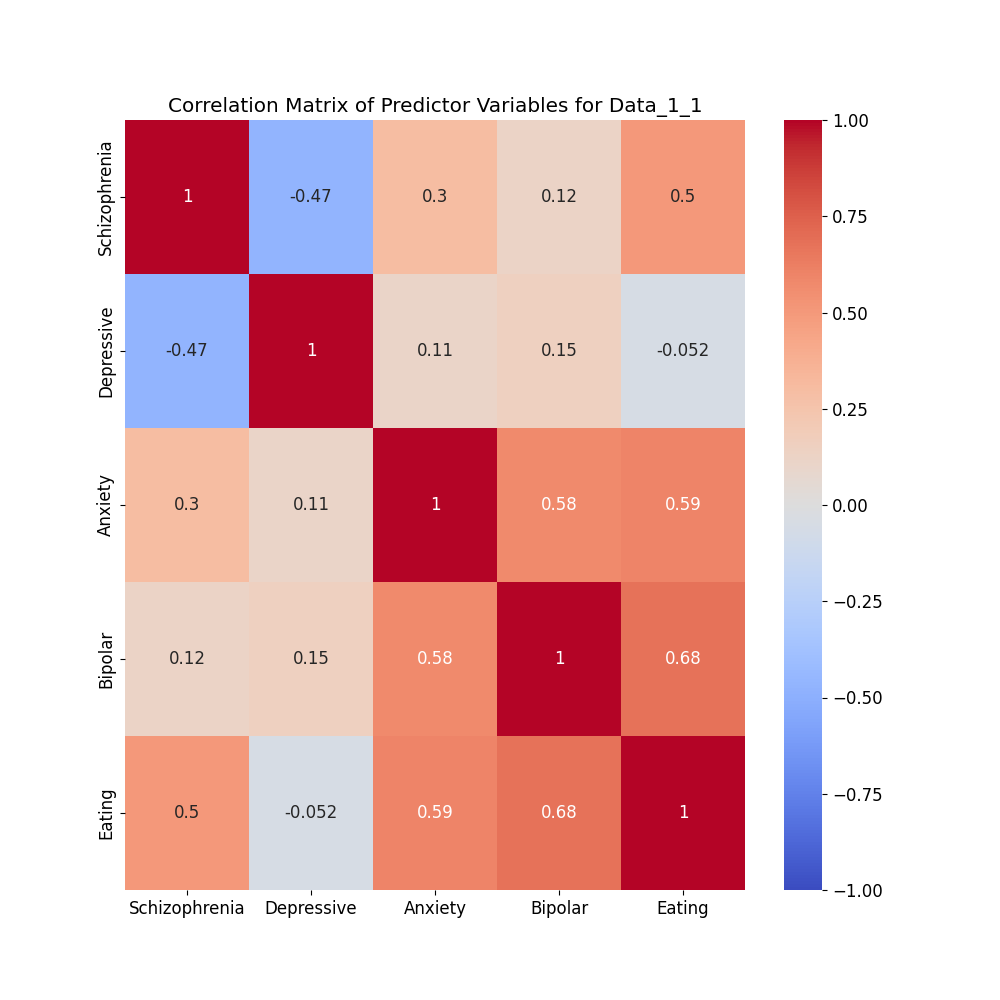 Correlation Matrix of Predictor Variables for Data_1_1
Schizophrenia 1 -0.47 0.3 0.12 0.5
Depressive -0.47 1 0.11 0.15 -0.052
Anxiety 0.3 0.11 1 0.58 0.59
Bipolar 0.12 0.15 0.58 1 0.68
Eating 0.5 -0.052 0.59 0.68 1
Schizophrenia Depressive Anxiety Bipolar Eating
1.00
0.75
0.50
0.25
0.00
−0.25
−0.50
−0.75
−1.00